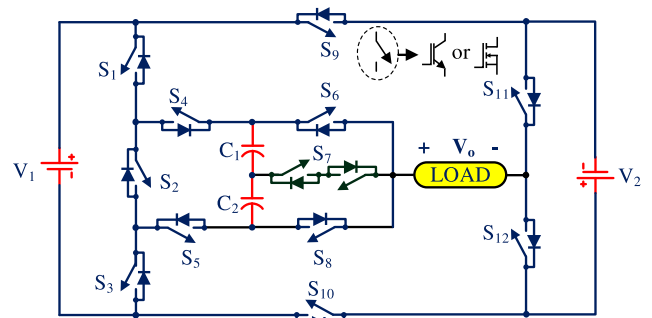 S9
or
S1
S4
S6
S11
C1
S7
+ Vo -
V1
+
S2
LOAD
-
+
V2
C2
S3
S5
S8
S12
S10